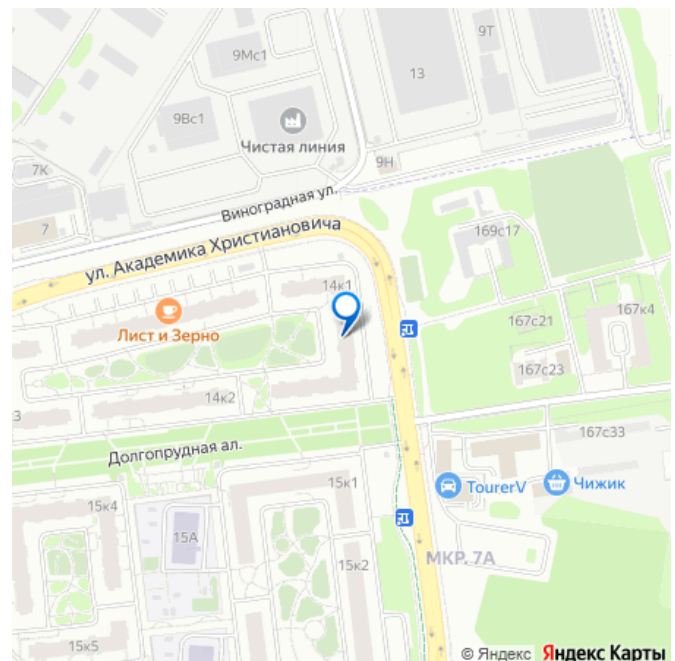 9Мс1
9Т
13
9Вс1
Чистая линия
9Н
7К
Виноградная ул.
7
169с17
ул. Академика Христиановича
14к1
167к4
Лист и Зерно
167с21
167с23
14к2
3
167с33
Долгопрудная ал.
15к1
TourerV
Чижик
15к4
15А
МКР. 7А
15к2
15к5
© Яндекс Яндекс Карты